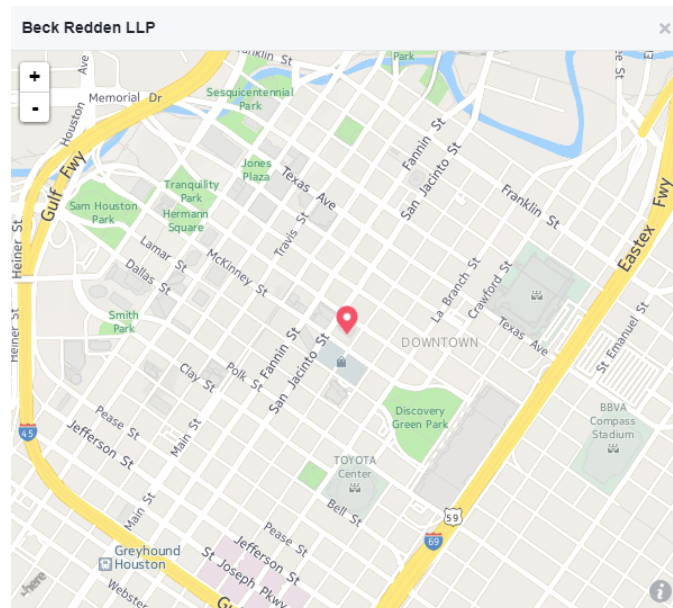 Beck Redden LLP
×
+
-
Franklin St
Park
Ave
Memorial Dr
Sesquicentennial
Park
Houston
Gulf Fwy
Jones
Plaza
Texas Ave
Fannin St
San Jacinto St
Franklin St
Eastex Fwy
Tranquility
Park
Hermann
Square
Sam Houston
Park
Travis St
Heiner St
Lamar St
McKinney St
Dallas St
La Branch St
Crawford St
Texas Ave
St Emanuel St
Smith
Park
Heiner St
DOWNTOWN
Fannin St
San Jacinto St
Polk St
Clay St
Pease St
Jefferson St
Main St
Discovery
Green Park
BBVA
Compass
Stadium
45
TOYOTA
Center
Bell St
59
69
Main St
Pease St
Jefferson St
St Joseph Pkwy
Greyhound
Houston
Webster
Gu
here
i